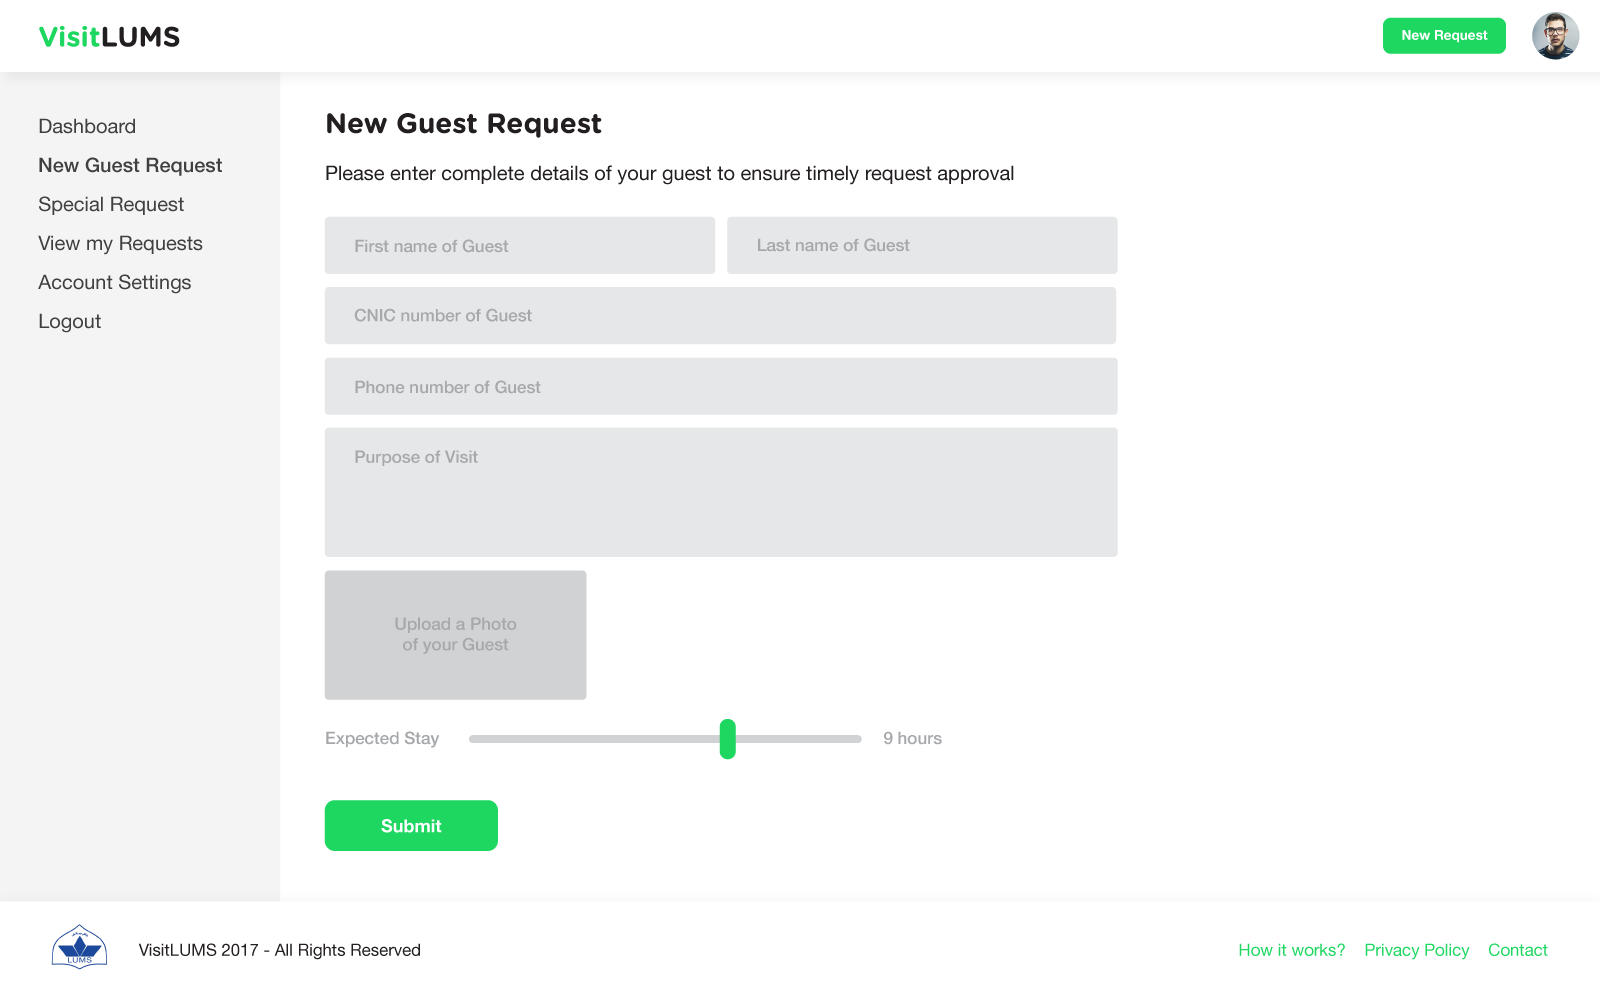 VisitLUMS
New Request
Dashboard
New Guest Request
Special Request
View my Requests
Account Settings
Logout
New Guest Request
Please enter complete details of your guest to ensure timely request approval
First name of Guest
Last name of Guest
CNIC number of Guest
Phone number of Guest
Purpose of Visit
Upload a Photo
of your Guest
Expected Stay
9 hours
Submit
LUMS
VisitLUMS 2017 - All Rights Reserved
How it works?
Privacy Policy
Contact